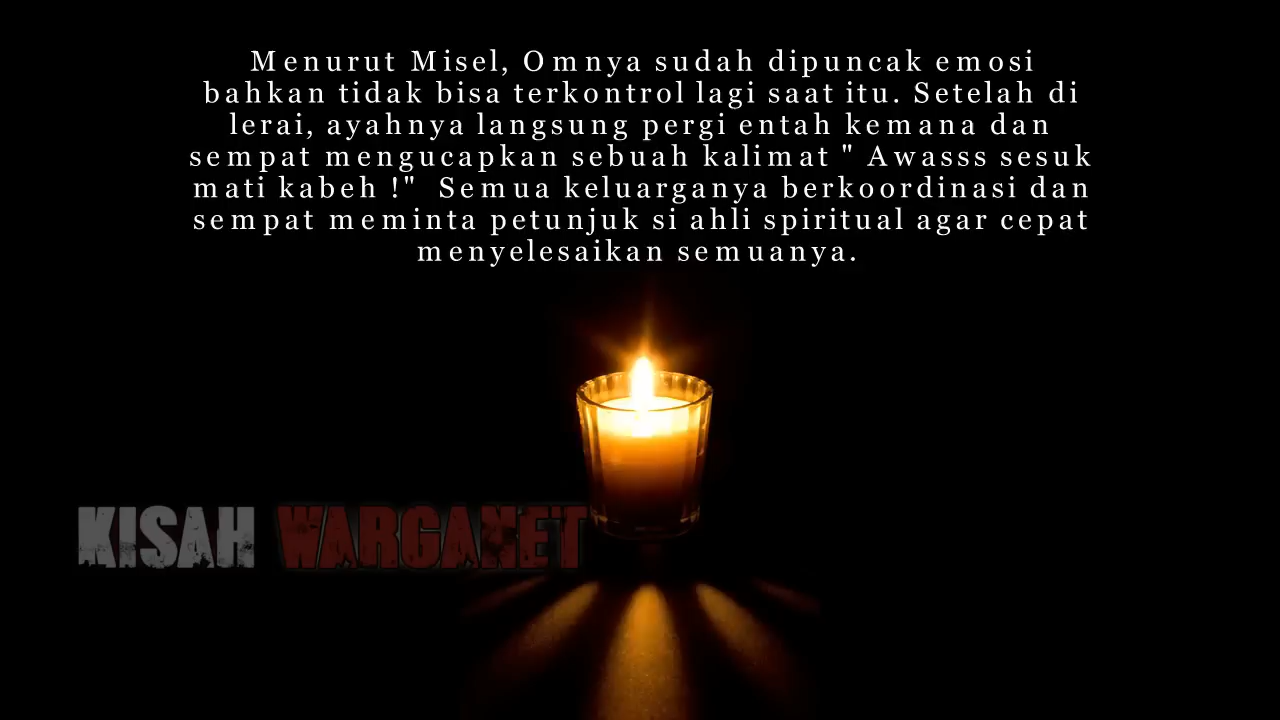 Menurut Misel, Omnya sudah dipuncak emosi
bahkan tidak bisa terkontrol lagi saat itu. Setelah di
lerai, ayahnya langsung pergi entah kemana dan
sempat mengucapkan sebuah kalimat " Awasss sesuk
mati kabeh !"  Semua keluarganya berkoordinasi dan
sempat meminta petunjuk si ahli spiritual agar cepat
menyelesaikan semuanya.
KISAH WARGANET